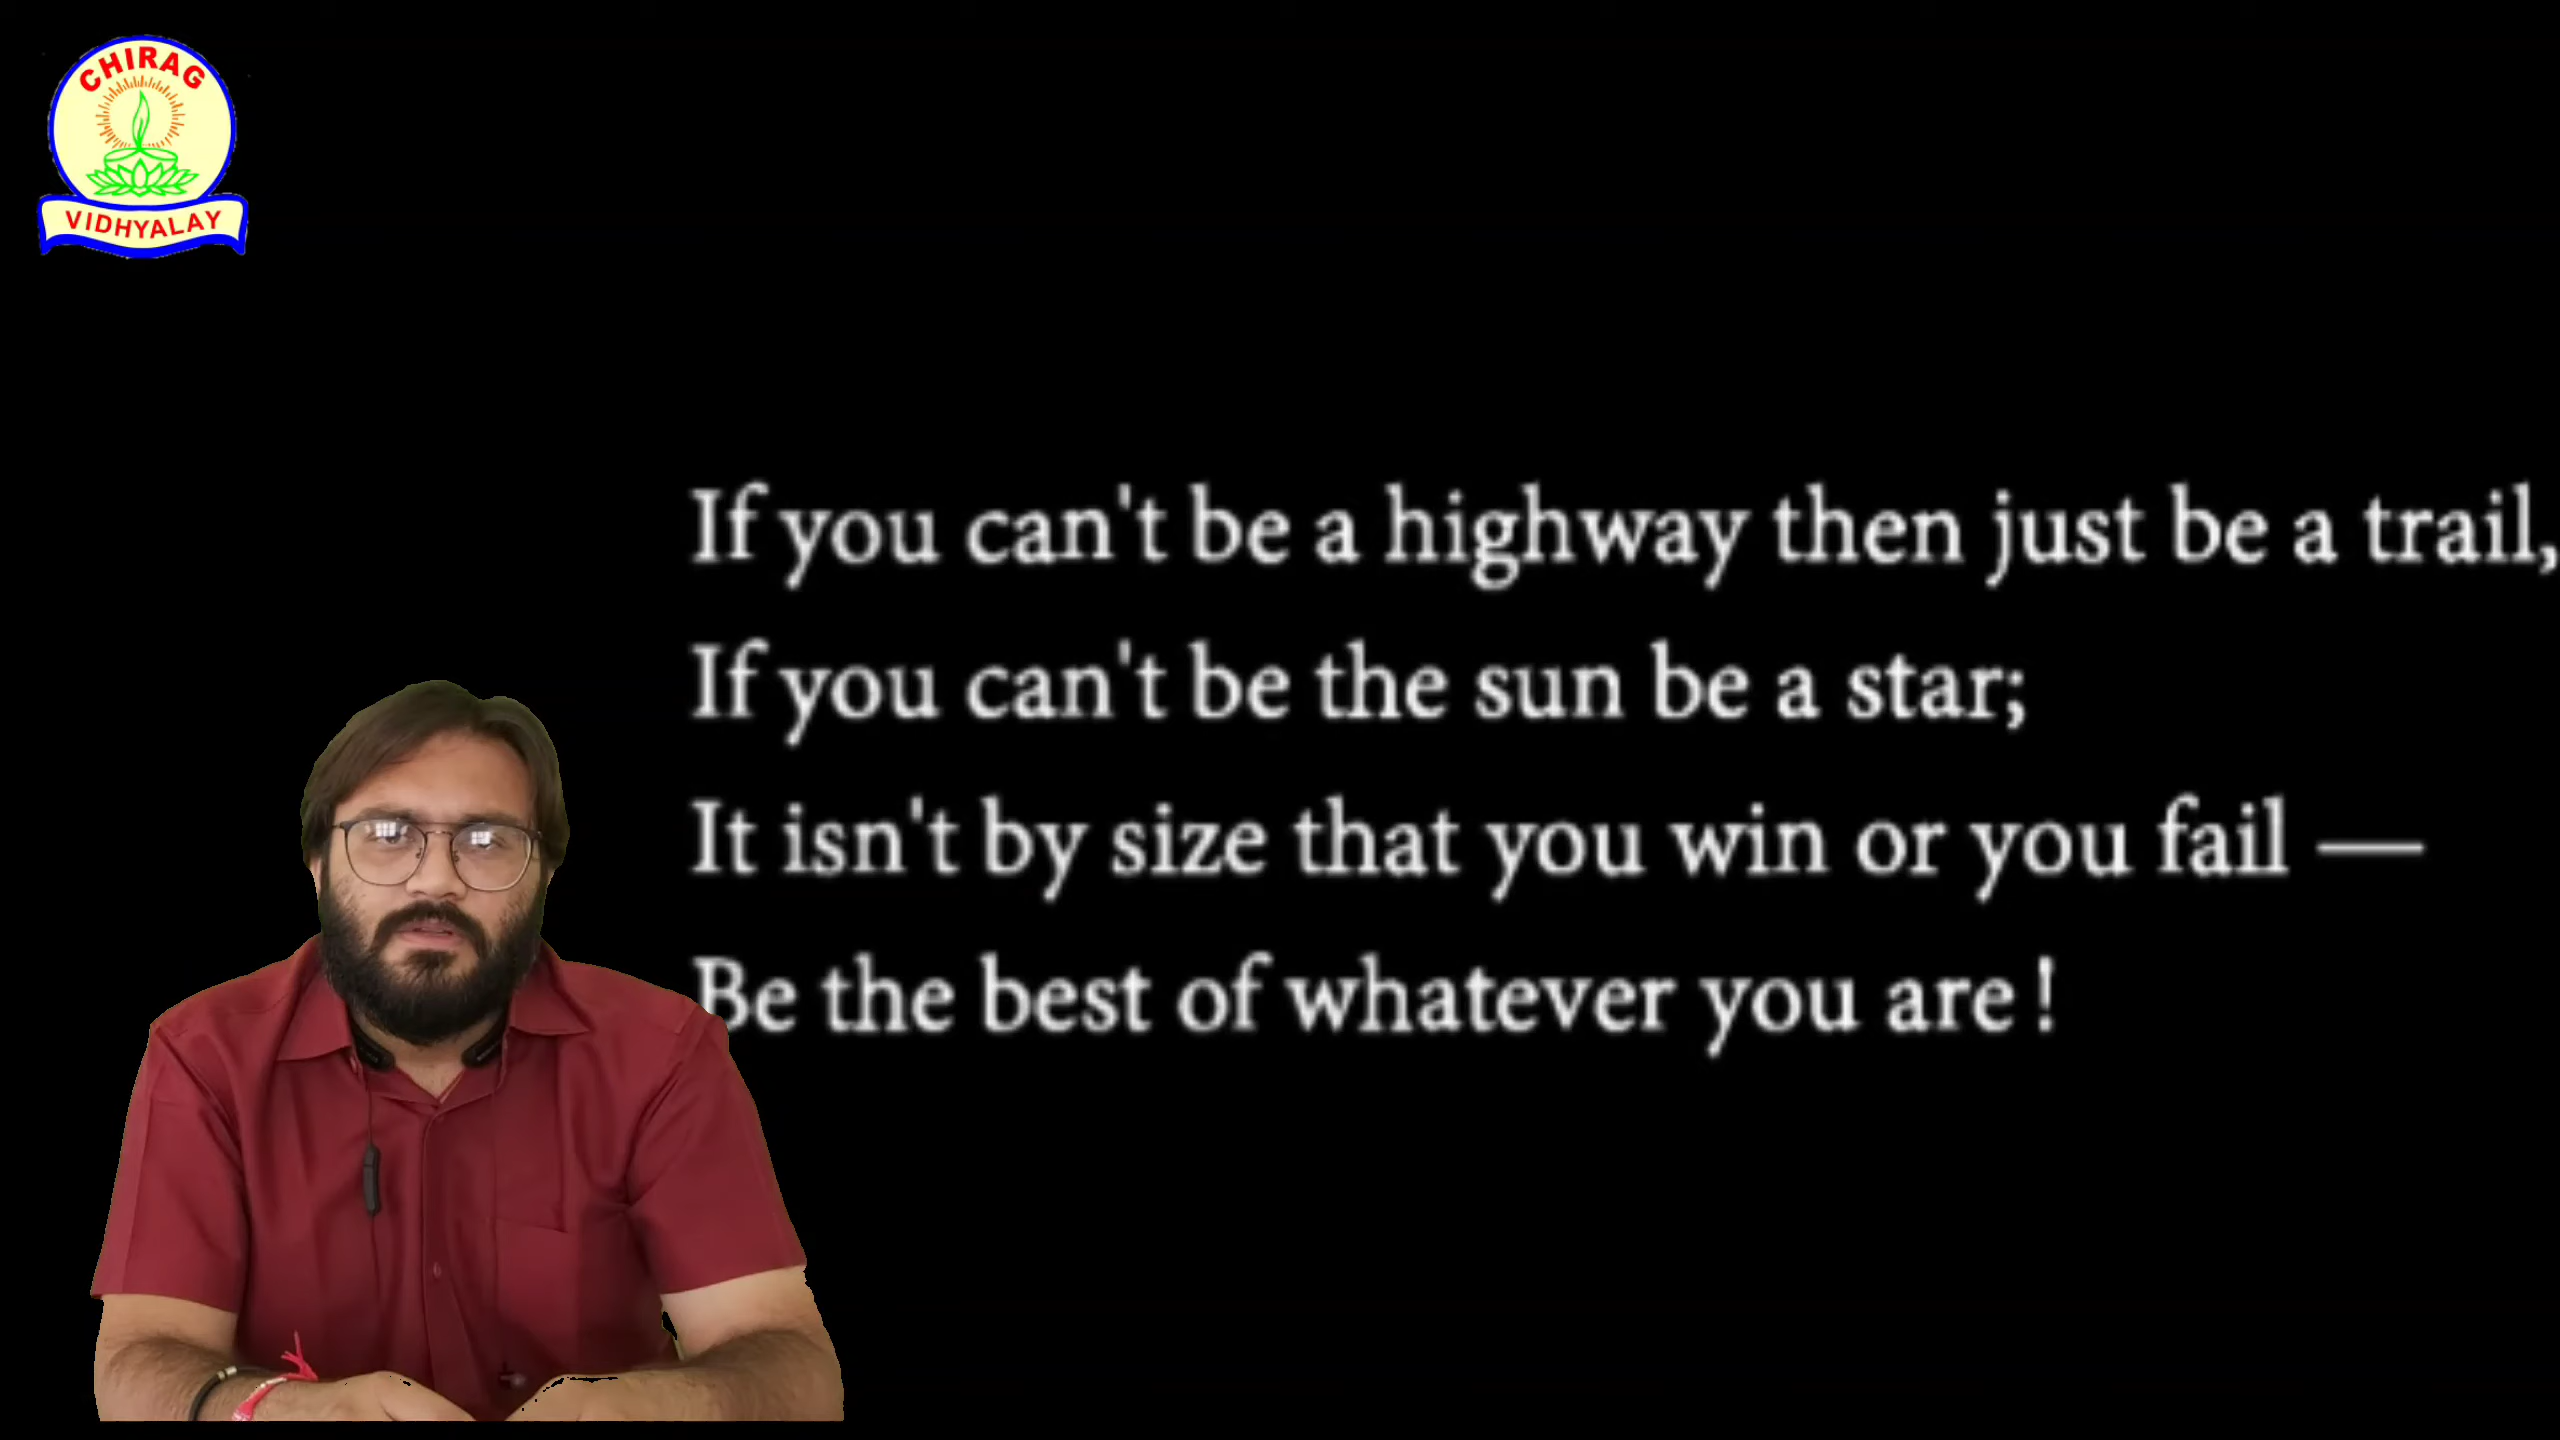 CHIRAG
VIDHYALAY
If you can't be a highway then just be a trail,
If you can't be the sun be a star;
It isn't by size that you win or you fail —
Be the best of whatever you are !